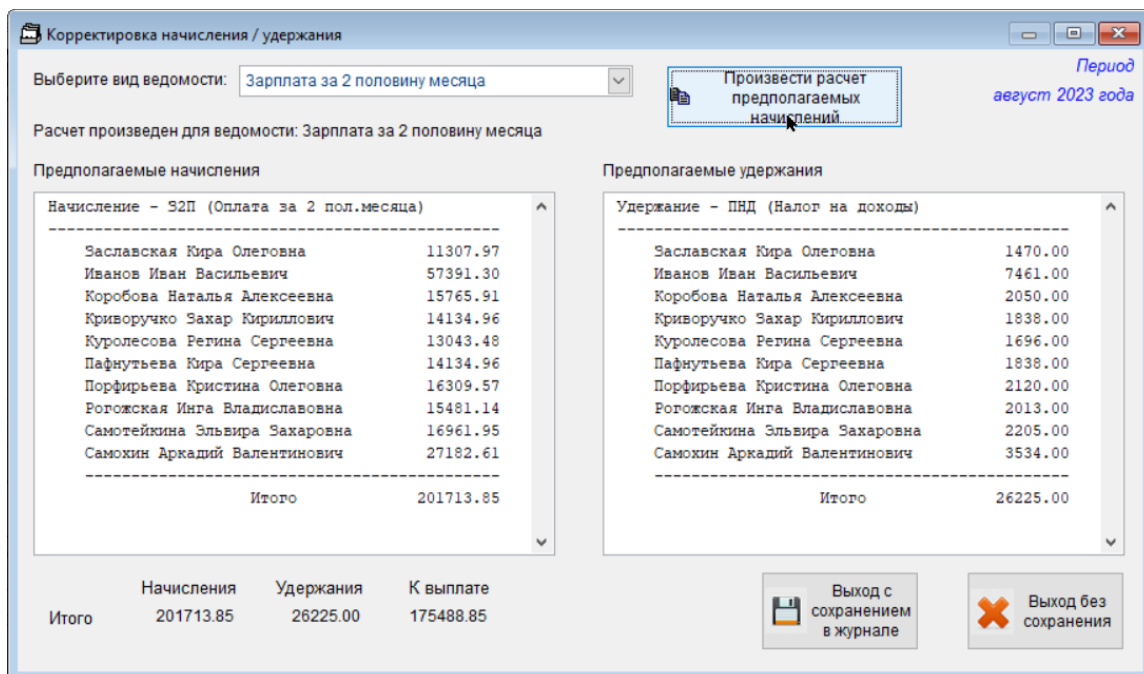 Корректировка начисления / удержания
Выберите вид ведомости: Зарплата за 2 половину месяца
Произвести расчет
предполагаемых
начислений
Период
август 2023 года
Расчет произведен для ведомости: Зарплата за 2 половину месяца
Предполагаемые начисления
Начисление - З2П (Оплата за 2 пол.месяца)
--------------------------------------------------
Заславская Кира Олеговна 11307.97
Иванов Иван Васильевич 57391.30
Коробова Наталья Алексеевна 15765.91
Криворучко Захар Кириллович 14134.96
Куролесова Регина Сергеевна 13043.48
Пафнутьева Кира Сергеевна 14134.96
Порфирьева Кристина Олеговна 16309.57
Рогожская Инга Владиславовна 15481.14
Самотейкина Эльвира Захаровна 16961.95
Самохин Аркадий Валентинович 27182.61
----------------------------------------------
Итого 201713.85
Предполагаемые удержания
Удержание - ПНД (Налог на доходы)
--------------------------------------------------
Заславская Кира Олеговна 1470.00
Иванов Иван Васильевич 7461.00
Коробова Наталья Алексеевна 2050.00
Криворучко Захар Кириллович 1838.00
Куролесова Регина Сергеевна 1696.00
Пафнутьева Кира Сергеевна 1838.00
Порфирьева Кристина Олеговна 2120.00
Рогожская Инга Владиславовна 2013.00
Самотейкина Эльвира Захаровна 2205.00
Самохин Аркадий Валентинович 3534.00
----------------------------------------------
Итого 26225.00
Начисления Удержания К выплате
Итого 201713.85 26225.00 175488.85
Выход с
сохранением
в журнале
Выход без
сохранения